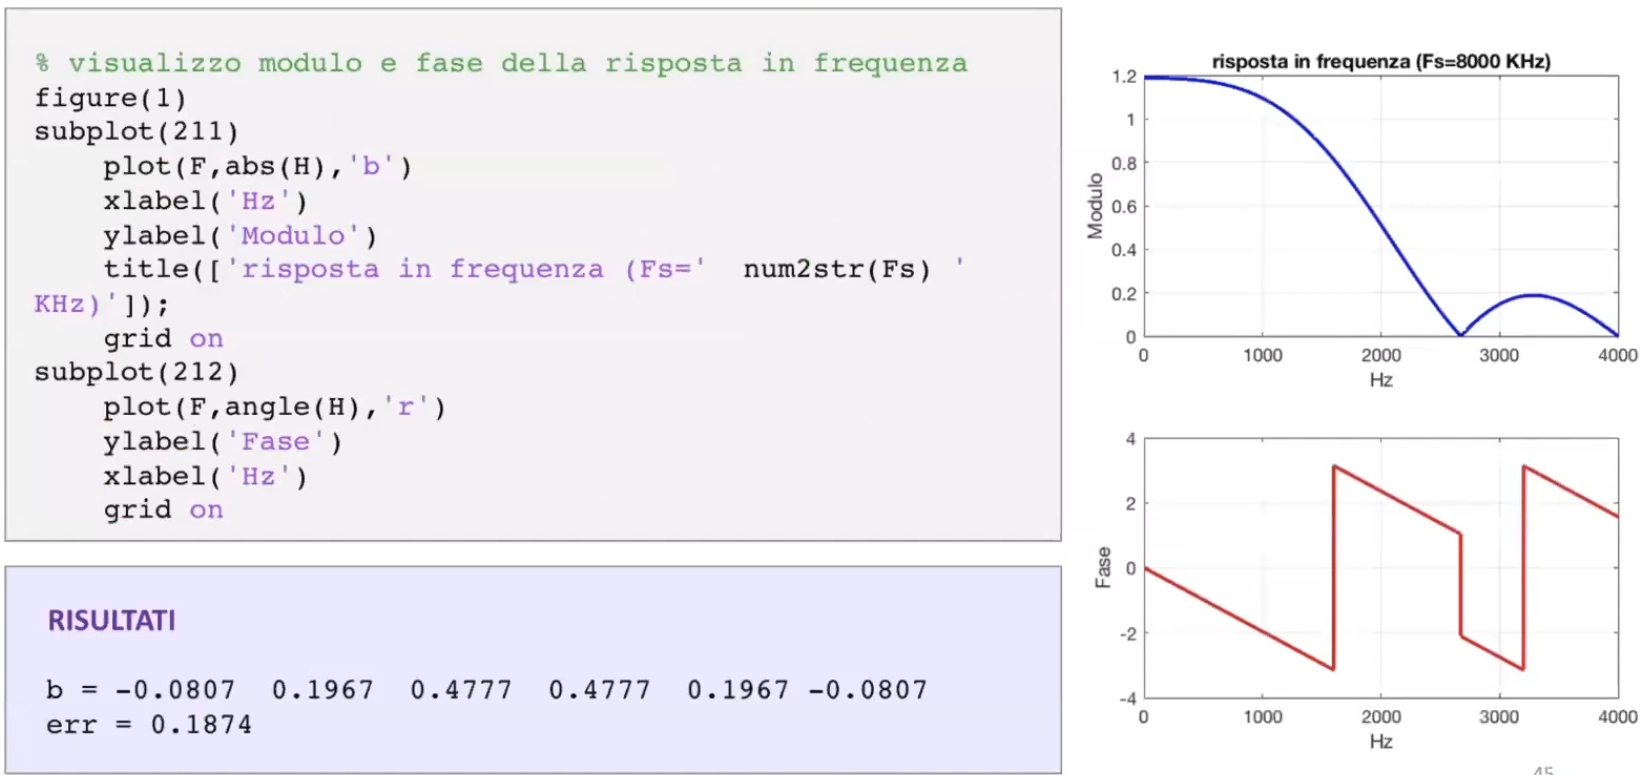 % visualizzo modulo e fase della risposta in frequenza
figure(1)
subplot(211)
plot(F,abs(H),'b')
xlabel('Hz')
ylabel('Modulo')
title(['risposta in frequenza (Fs=' num2str(Fs) '
KHz)']);
grid on
subplot(212)
plot(F,angle(H),'r')
ylabel('Fase')
xlabel('Hz')
grid on
RISULTATI
b = -0.0807 0.1967 0.4777 0.4777 0.1967 -0.0807
err = 0.1874
risposta in frequenza (Fs=8000 KHz)
1.2
1
0.8
0.6
0.4
0.2
0
Modulo
0 1000 2000 3000 4000
Hz
4
2
0
-2
-4
Fase
0 1000 2000 3000 4000
Hz
45